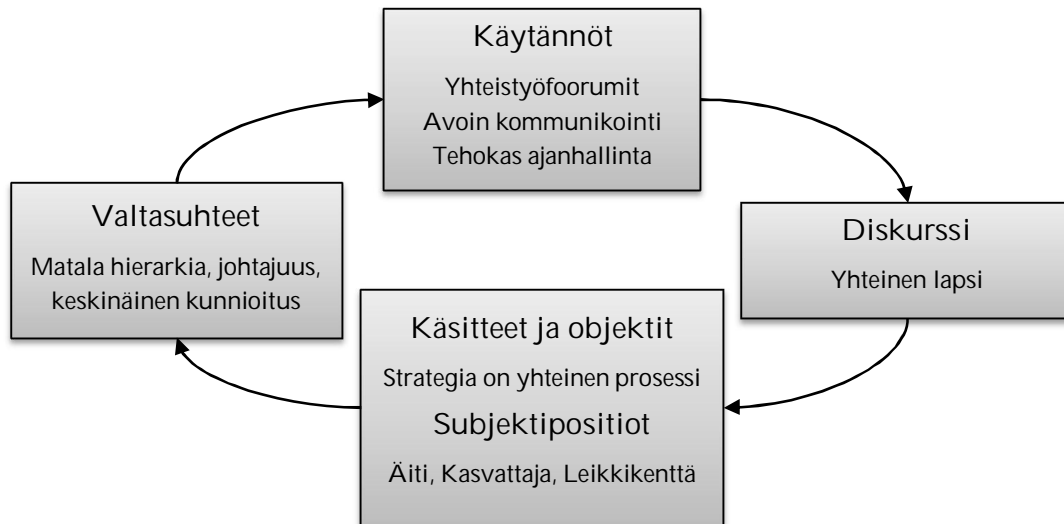 Käytännöt
Yhteistyöfoorumit
Avoin kommunikointi
Tehokas ajanhallinta
Valtasuhteet
Matala hierarkia, johtajuus,
keskinäinen kunnioitus
Diskurssi
Yhteinen lapsi
Käsitteet ja objektit
Strategia on yhteinen prosessi
Subjektipositiot
Äiti, Kasvattaja, Leikkikenttä